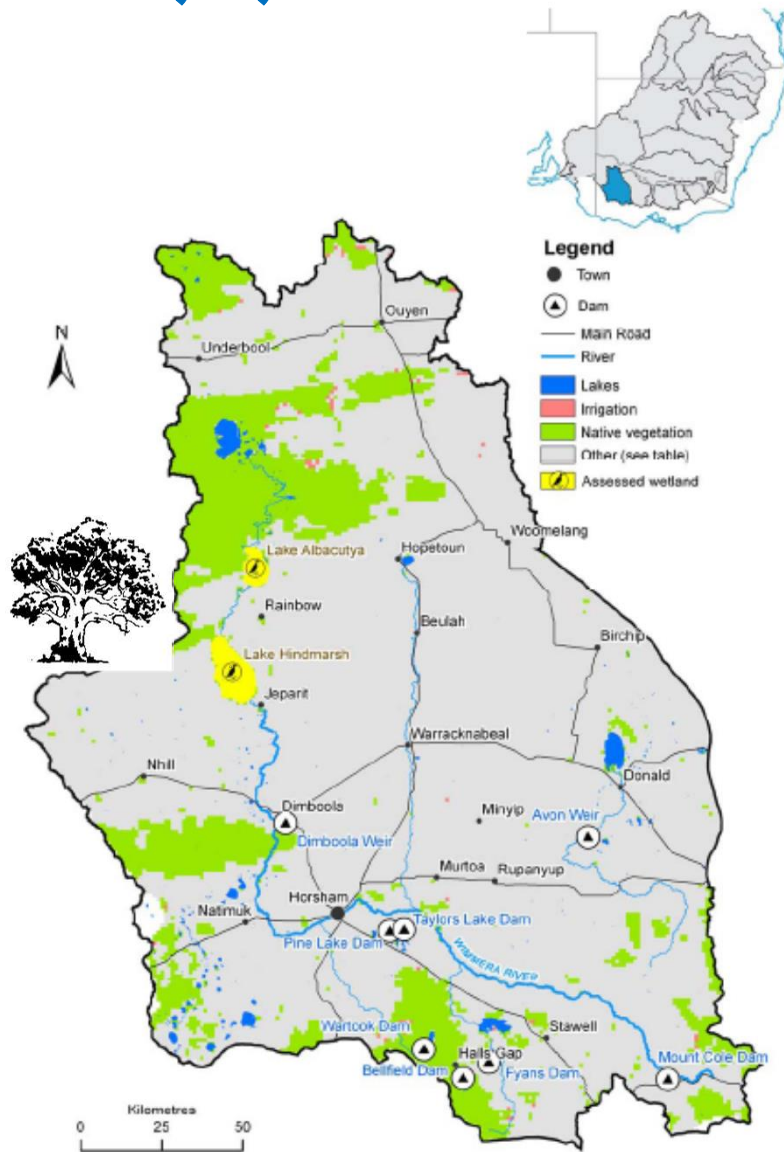 Legend
Town
Dam
Main Road
River
Lakes
Irrigation
Native vegetation
Other (see table)
Assessed wetland
N
Ouyen
Underbool
Woomelang
Lake Albacutya
Hopetoun
Rainbow
Beulah
Birchip
Lake Hindmarsh
Jeparit
Warracknabeal
Nhill
Donald
Dimboola
Minyip
Avon Weir
Dimboola Weir
Murtoa
Rupanyup
Horsham
Natimuk
Taylors Lake Dam
Pine Lake Dam
WIMMERA RIVER
Wartook Dam
Stawell
Halls Gap
Mount Cole Dam
Bellfield Dam
Fyans Dam
Kilometres
0 25 50